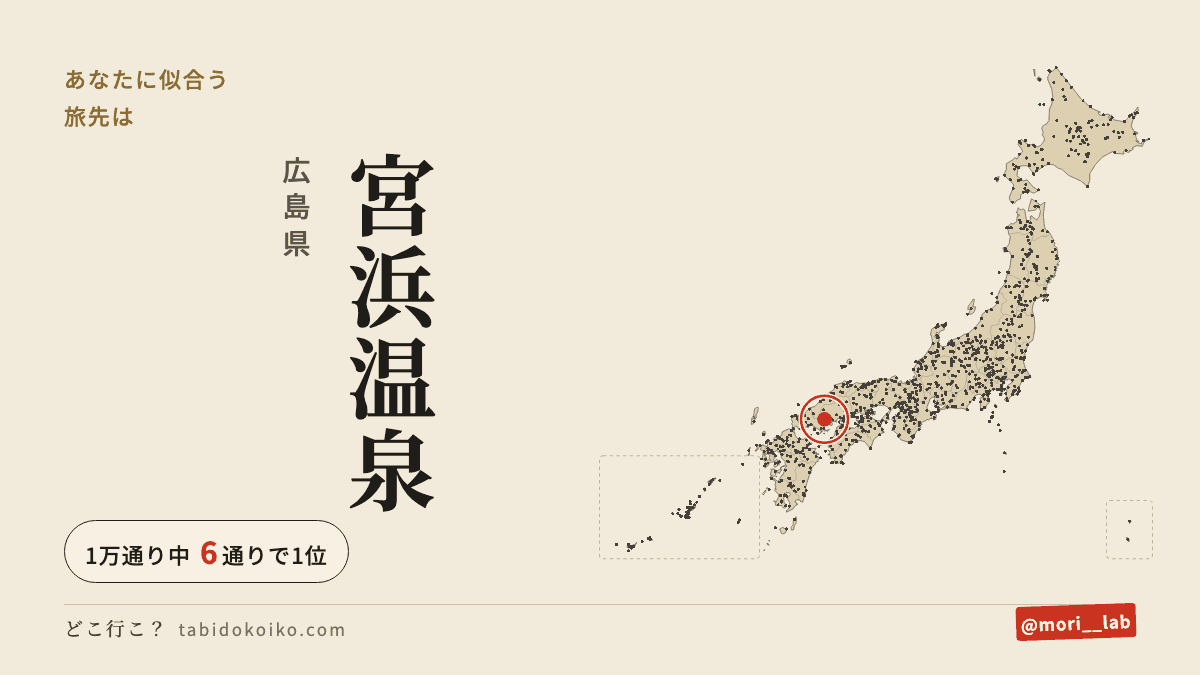 あなたに似合う
旅先は
宮浜温泉
広島県
1万通り中 6通りで1位
どこ行こ？ tabidokoiko.com
@mori__lab